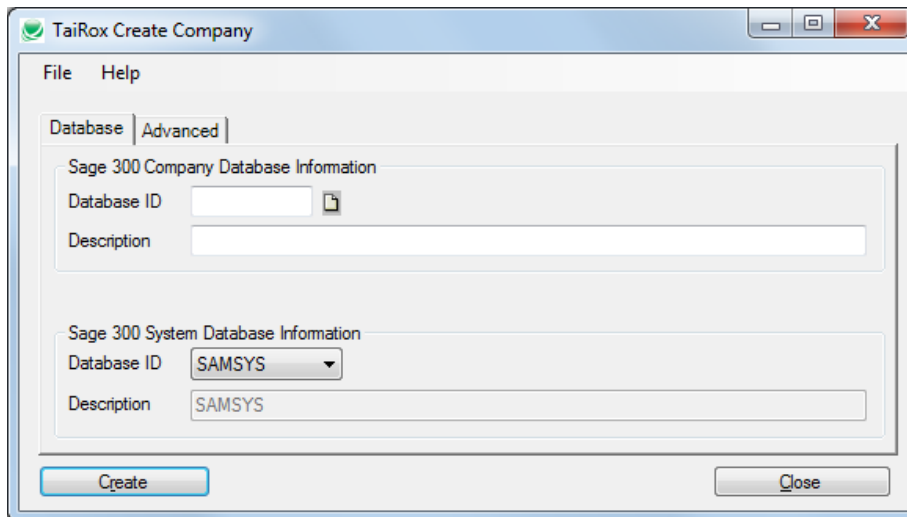 TaiRox Create Company
File Help
Database Advanced
Sage 300 Company Database Information
Database ID
Description
Sage 300 System Database Information
Database ID SAMSYS
Description SAMSYS
Create Close